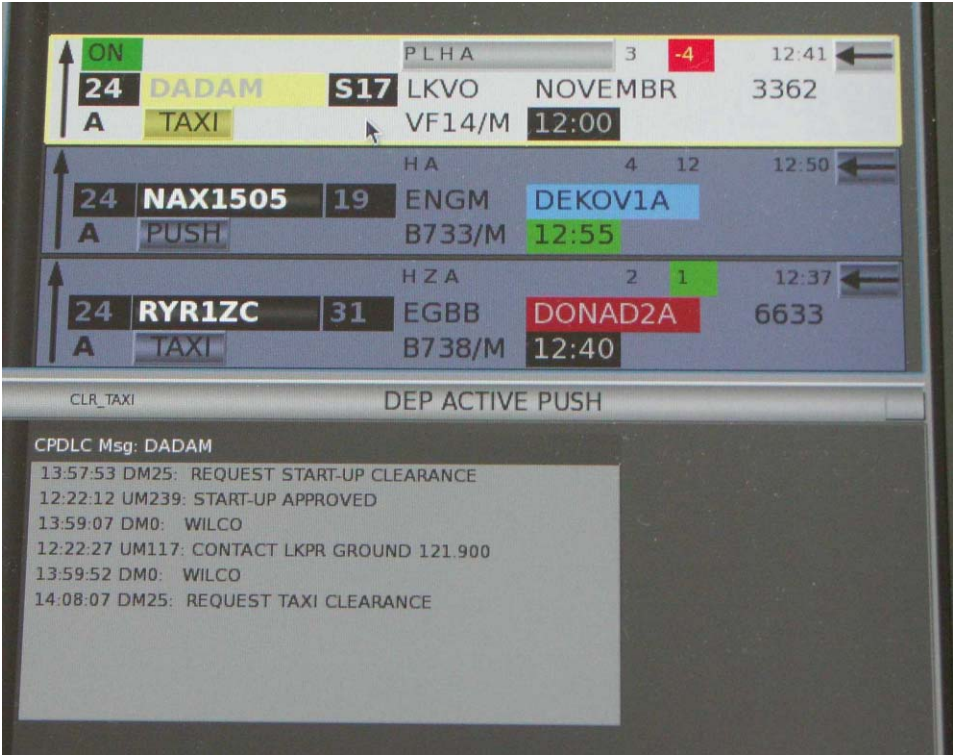 ON PLHA 3 -4 12:41
24 DADAM S17 LKVO NOVEMBR 3362
A TAXI VF14/M 12:00
HA 4 12 12:50
24 NAX1505 19 ENGM DEKOV1A
A PUSH B733/M 12:55
HZA 2 1 12:37
24 RYR1ZC 31 EGBB DONAD2A 6633
A TAXI B738/M 12:40
CLR_TAXI DEP ACTIVE PUSH
CPDLC Msg: DADAM
13:57:53 DM25: REQUEST START-UP CLEARANCE
12:22:12 UM239: START-UP APPROVED
13:59:07 DM0: WILCO
12:22:27 UM117: CONTACT LKPR GROUND 121.900
13:59:52 DM0: WILCO
14:08:07 DM25: REQUEST TAXI CLEARANCE